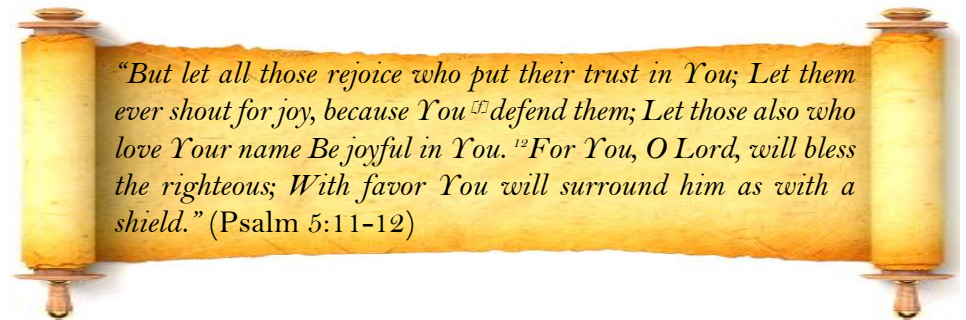 “But let all those rejoice who put their trust in You; Let them
ever shout for joy, because You [f] defend them; Let those also who
love Your name Be joyful in You. ¹²For You, O Lord, will bless
the righteous; With favor You will surround him as with a
shield.” (Psalm 5:11-12)